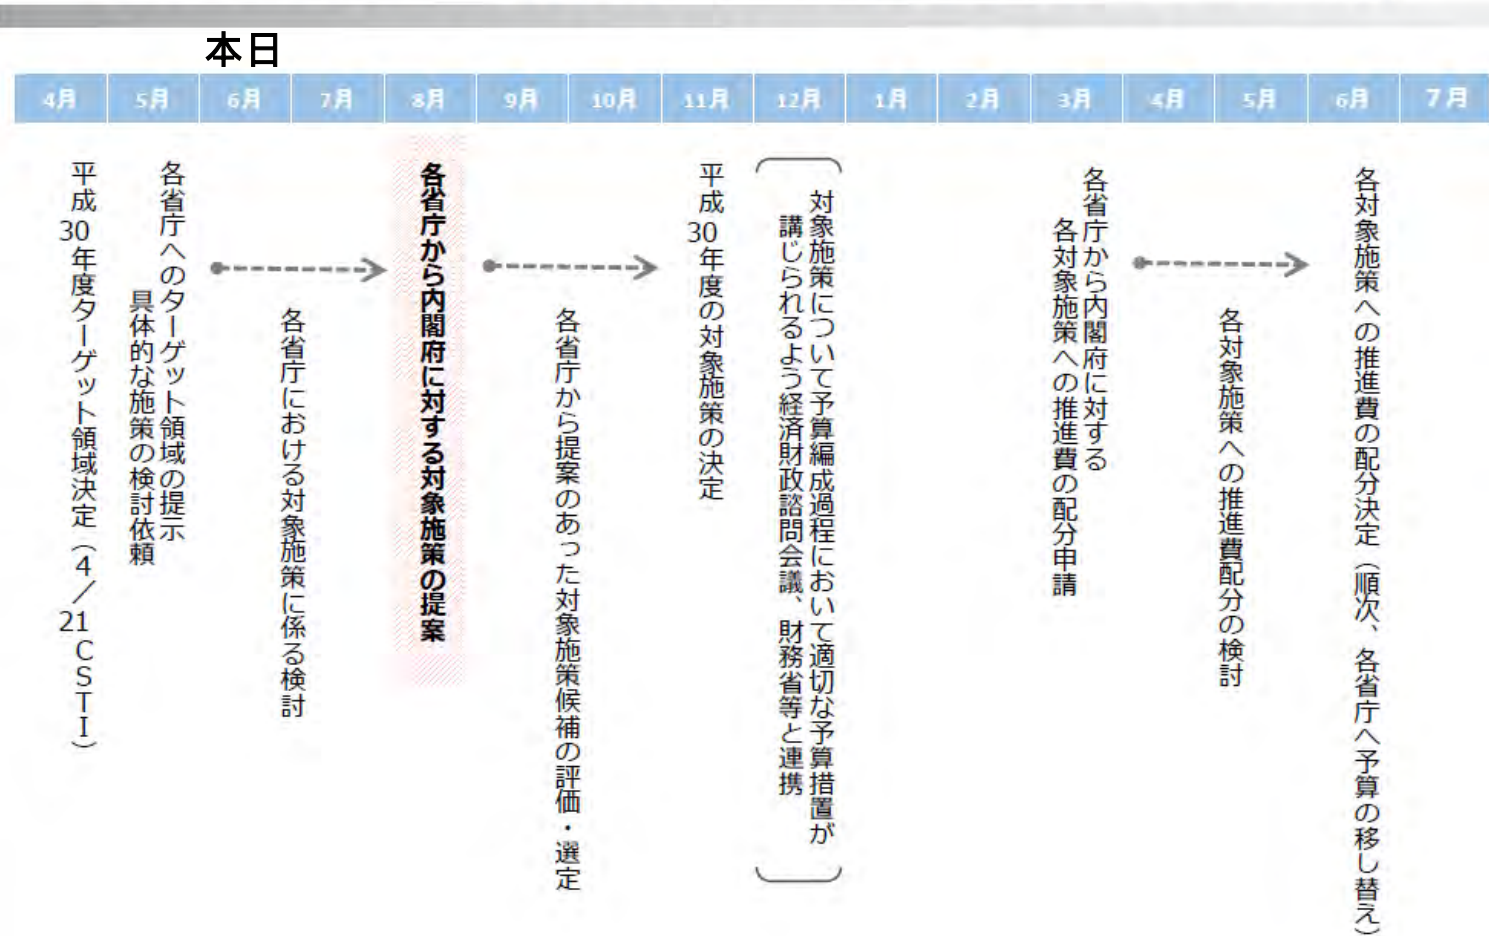 本日
4月
5月
6月
7月
8月
9月
10月
11月
12月
1月
2月
3月
4月
5月
6月
7月
平成30年度ターゲット領域決定（4／21CSTI）
各省庁へのターゲット領域の提示
具体的な施策の検討依頼
各省庁における対象施策に係る検討
各省庁から内閣府に対する対象施策の提案
各省庁から提案のあった対象施策候補の評価・選定
平成30年度の対象施策の決定
対象施策について予算編成過程において適切な予算措置が
講じられるよう経済財政諮問会議、財務省等と連携
各省庁から内閣府に対する
各対象施策への推進費の配分申請
各対象施策への推進費配分の検討
各対象施策への推進費の配分決定（順次、各省庁へ予算の移し替え）